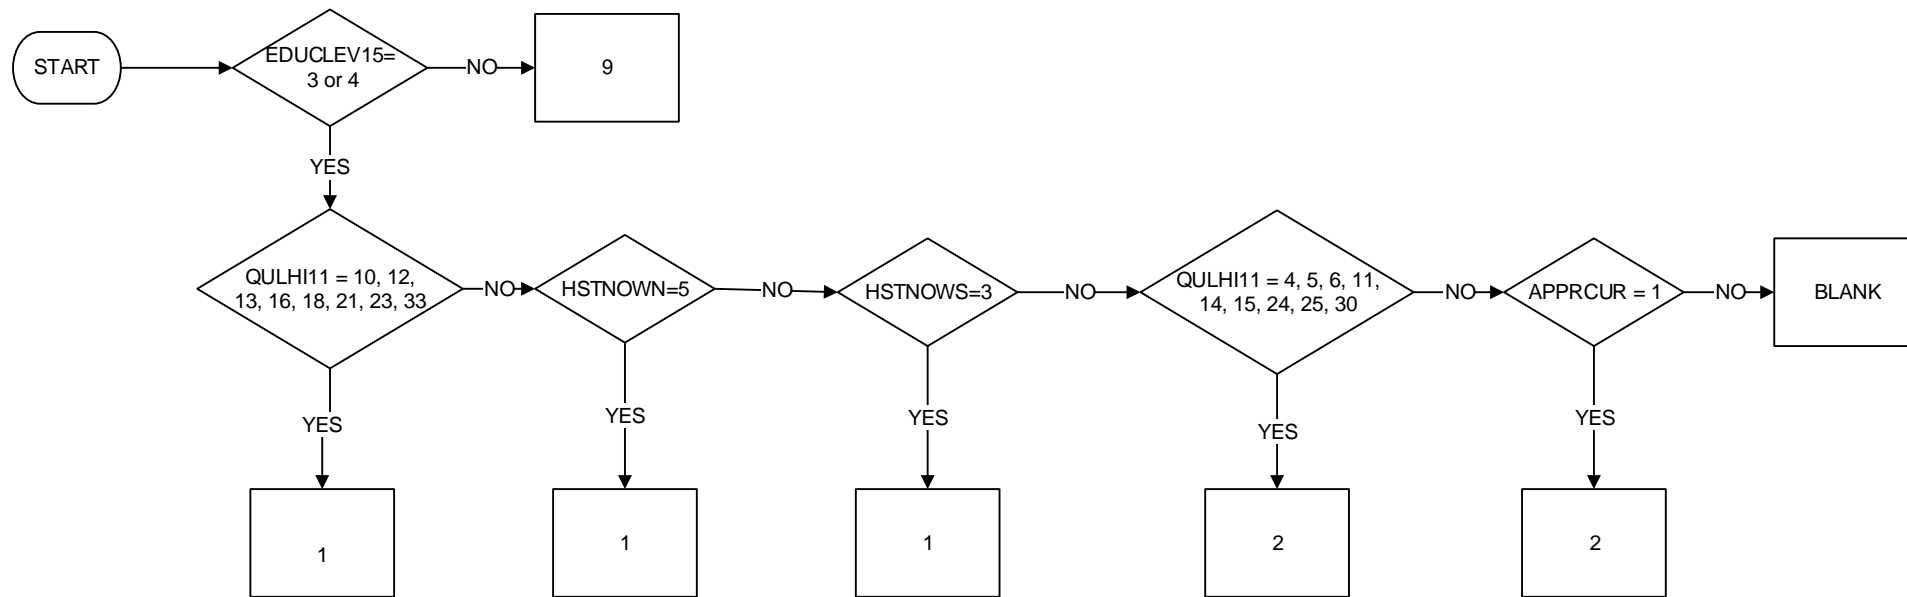 START
EDUCLEV15=
3 or 4
NO
9
YES
QULHI11 = 10, 12,
13, 16, 18, 21, 23, 33
NO
HSTNOWN=5
NO
HSTNOWS=3
NO
QULHI11 = 4, 5, 6, 11,
14, 15, 24, 25, 30
NO
APPRCUR = 1
NO
BLANK
YES
YES
YES
YES
YES
1
1
1
2
2